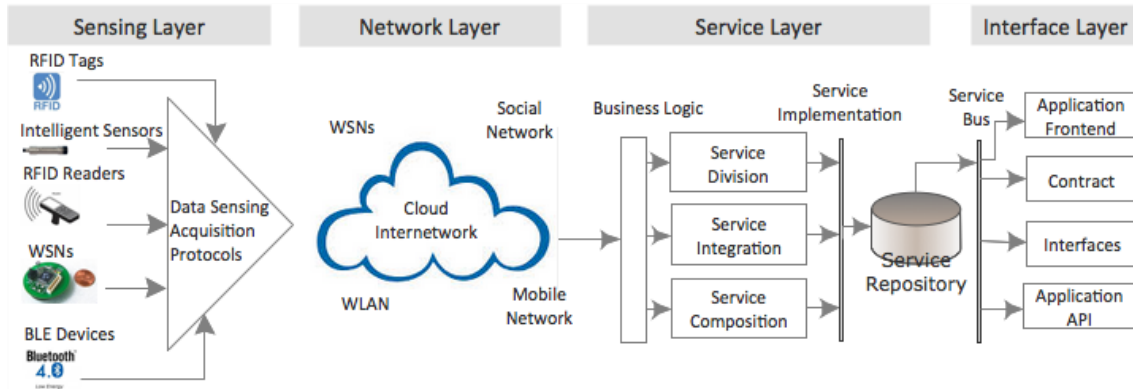 Sensing Layer
Network Layer
Service Layer
Interface Layer
RFID Tags
RFID
Intelligent Sensors
RFID Readers
WSNs
BLE Devices
Bluetooth
4.0
Low Energy
Data Sensing
Acquisition
Protocols
WSNs
Social
Network
Cloud
Internetwork
WLAN
Mobile
Network
Business Logic
Service
Division
Service
Integration
Service
Composition
Service
Implementation
Service
Repository
Service
Bus
Application
Frontend
Contract
Interfaces
Application
API